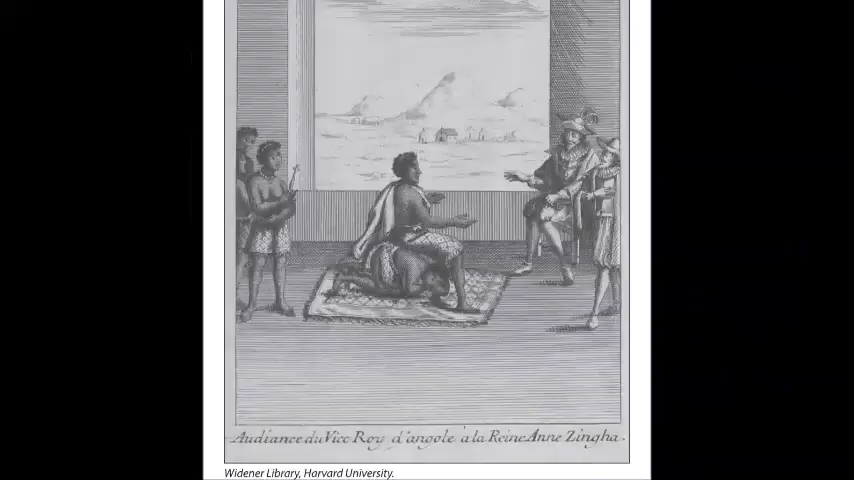 Audiance du Vice Roy d'angole à la Reine Anne Zingha.
Widener Library, Harvard University.